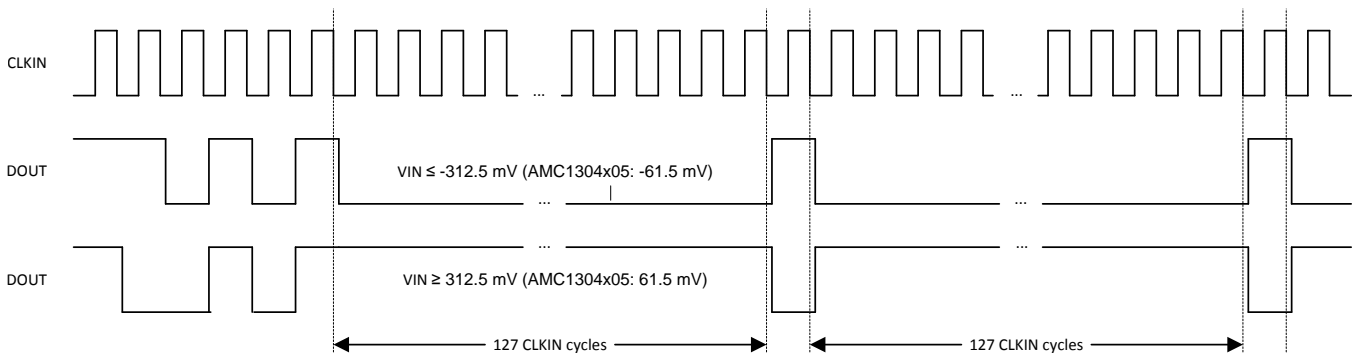 CLKIN
... ...
DOUT
VIN ≤ -312.5 mV (AMC1304x05: -61.5 mV)
... ...
... ...
DOUT
VIN ≥ 312.5 mV (AMC1304x05: 61.5 mV)
127 CLKIN cycles 127 CLKIN cycles